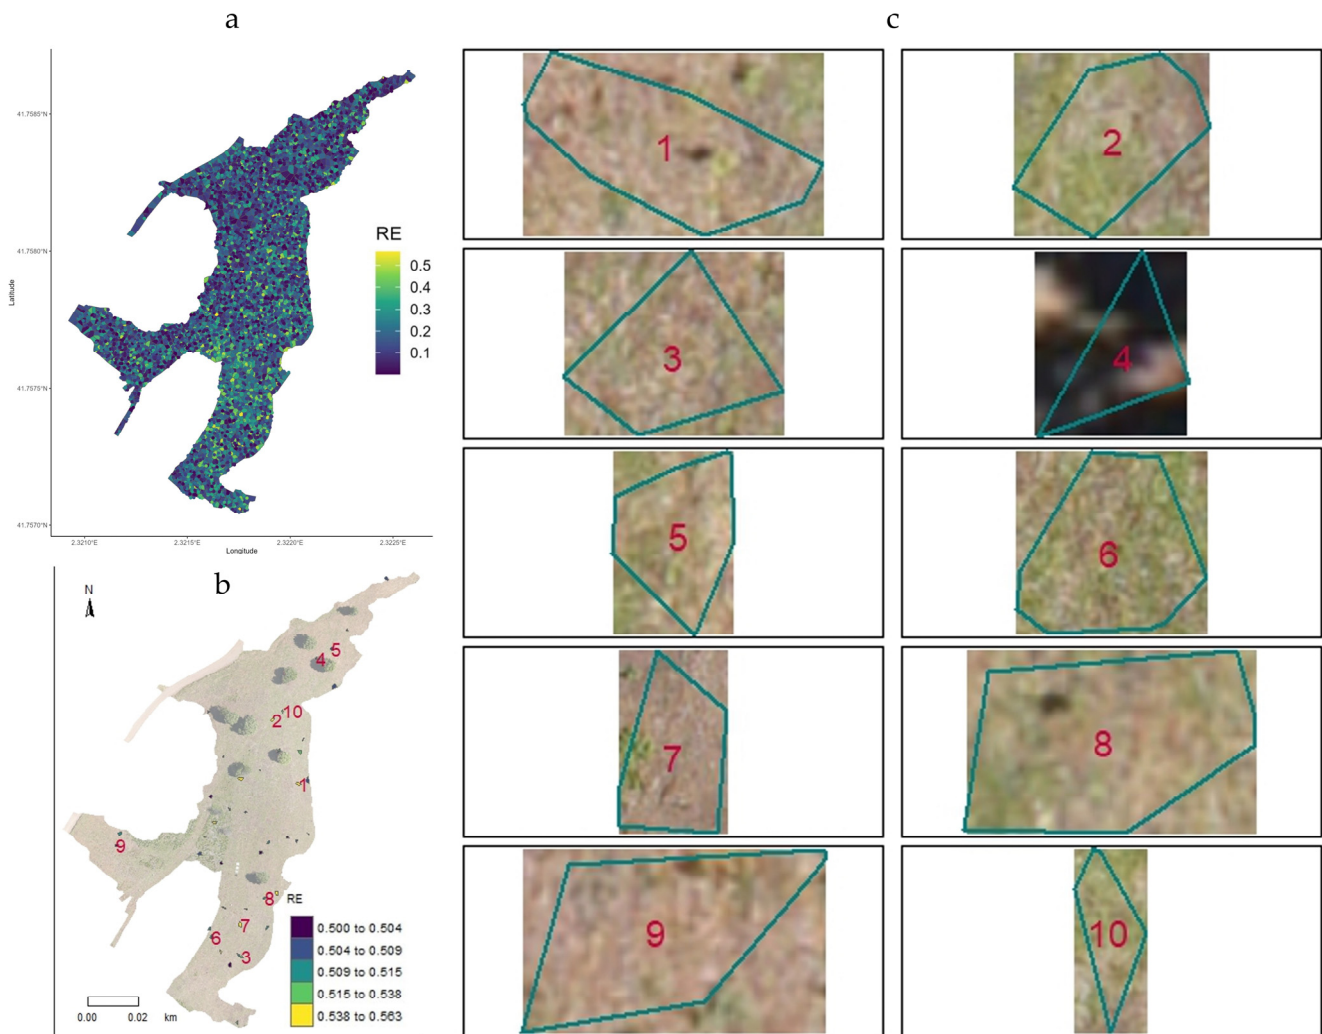 a
41.7585°N
41.7580°N
41.7575°N
41.7570°N
Latitude
2.3210°E 2.3215°E 2.3220°E 2.3225°E
Longitude
RE
0.5
0.4
0.3
0.2
0.1
b
N
5
4
10
2
1
9
8
7
6
3
RE
0.500 to 0.504
0.504 to 0.509
0.509 to 0.515
0.515 to 0.538
0.538 to 0.563
0.00 0.02 km
c
1 2
3 4
5 6
7 8
9 10